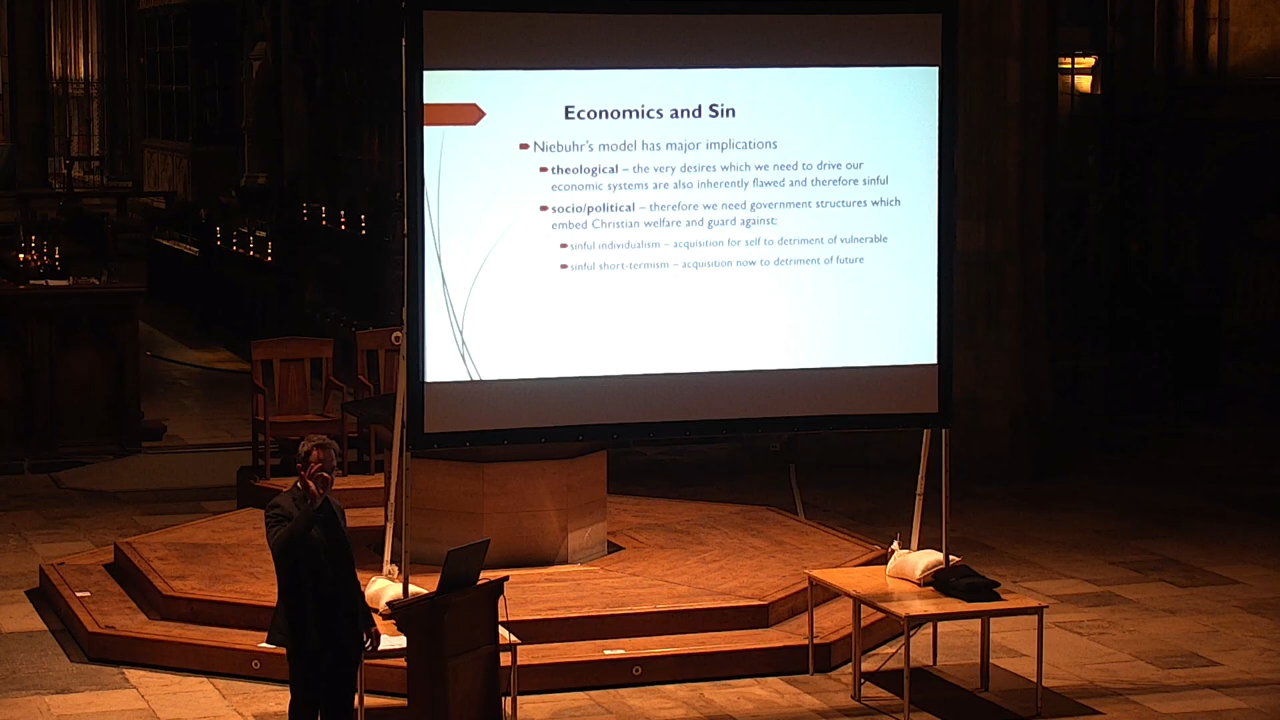 Economics and Sin
Niebuhr's model has major implications
theological – the very desires which we need to drive our
economic systems are also inherently flawed and therefore sinful
socio/political – therefore we need government structures which
embed Christian welfare and guard against:
sinful individualism – acquisition for self to detriment of vulnerable
sinful short-termism – acquisition now to detriment of future